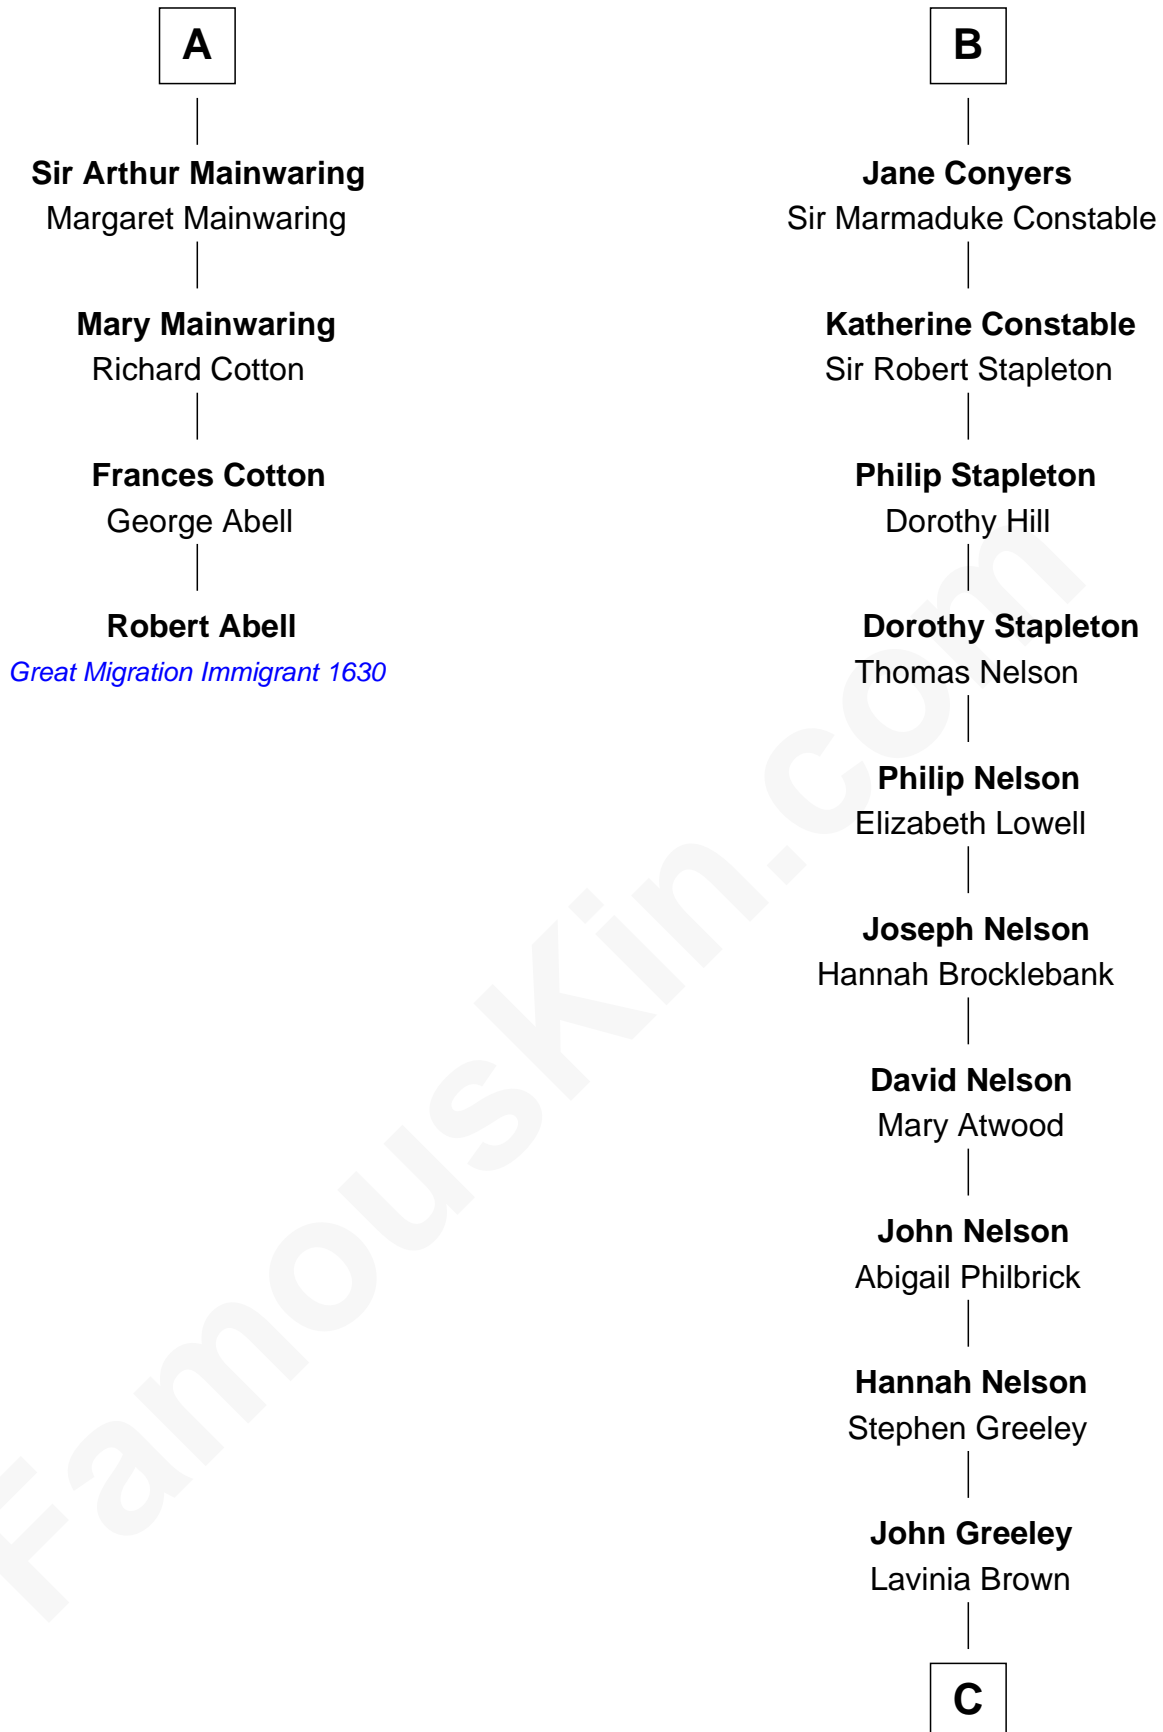 A
Sir Arthur Mainwaring
Margaret Mainwaring
Mary Mainwaring
Richard Cotton
Frances Cotton
George Abell
Robert Abell
Great Migration Immigrant 1630
B
Jane Conyers
Sir Marmaduke Constable
Katherine Constable
Sir Robert Stapleton
Philip Stapleton
Dorothy Hill
Dorothy Stapleton
Thomas Nelson
Philip Nelson
Elizabeth Lowell
Joseph Nelson
Hannah Brocklebank
David Nelson
Mary Atwood
John Nelson
Abigail Philbrick
Hannah Nelson
Stephen Greeley
John Greeley
Lavinia Brown
C
FamousKin.com